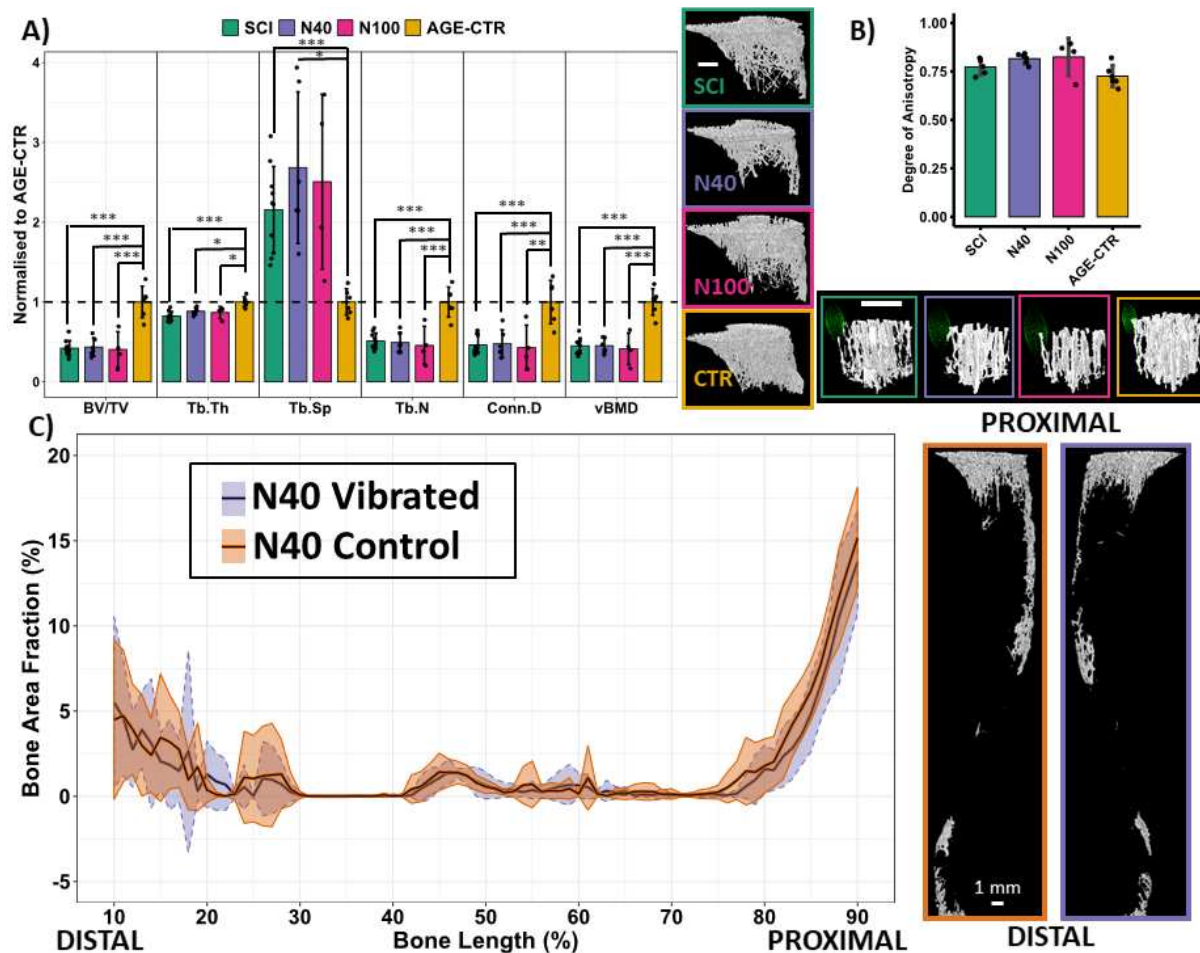 A)
SCI N40 N100 AGE-CTR
Normalised to AGE-CTR
4
3
2
1
0
***
*
***
***
***
***
*
*
***
***
***
***
***
**
***
***
***
BV/TV Tb.Th Tb.Sp Tb.N Conn.D vBMD
SCI
N40
N100
CTR
B)
Degree of Anisotropy
1.00
0.75
0.50
0.25
0.00
SCI N40 N100 AGE-CTR
C)
N40 Vibrated
N40 Control
Bone Area Fraction (%)
20
15
10
5
0
-5
10 20 30 40 50 60 70 80 90
DISTAL Bone Length (%) PROXIMAL
PROXIMAL
1 mm
DISTAL